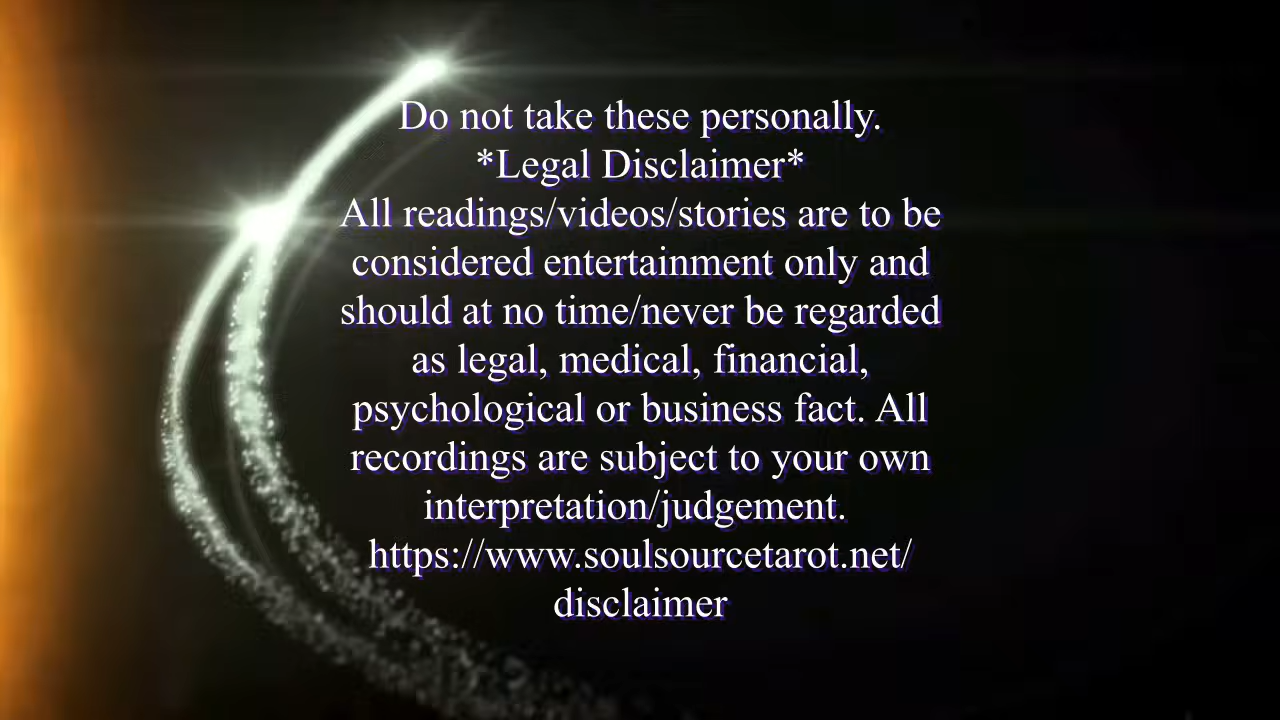 Do not take these personally.
*Legal Disclaimer*
All readings/videos/stories are to be
considered entertainment only and
should at no time/never be regarded
as legal, medical, financial,
psychological or business fact. All
recordings are subject to your own
interpretation/judgement.
https://www.soulsourcetarot.net/
disclaimer